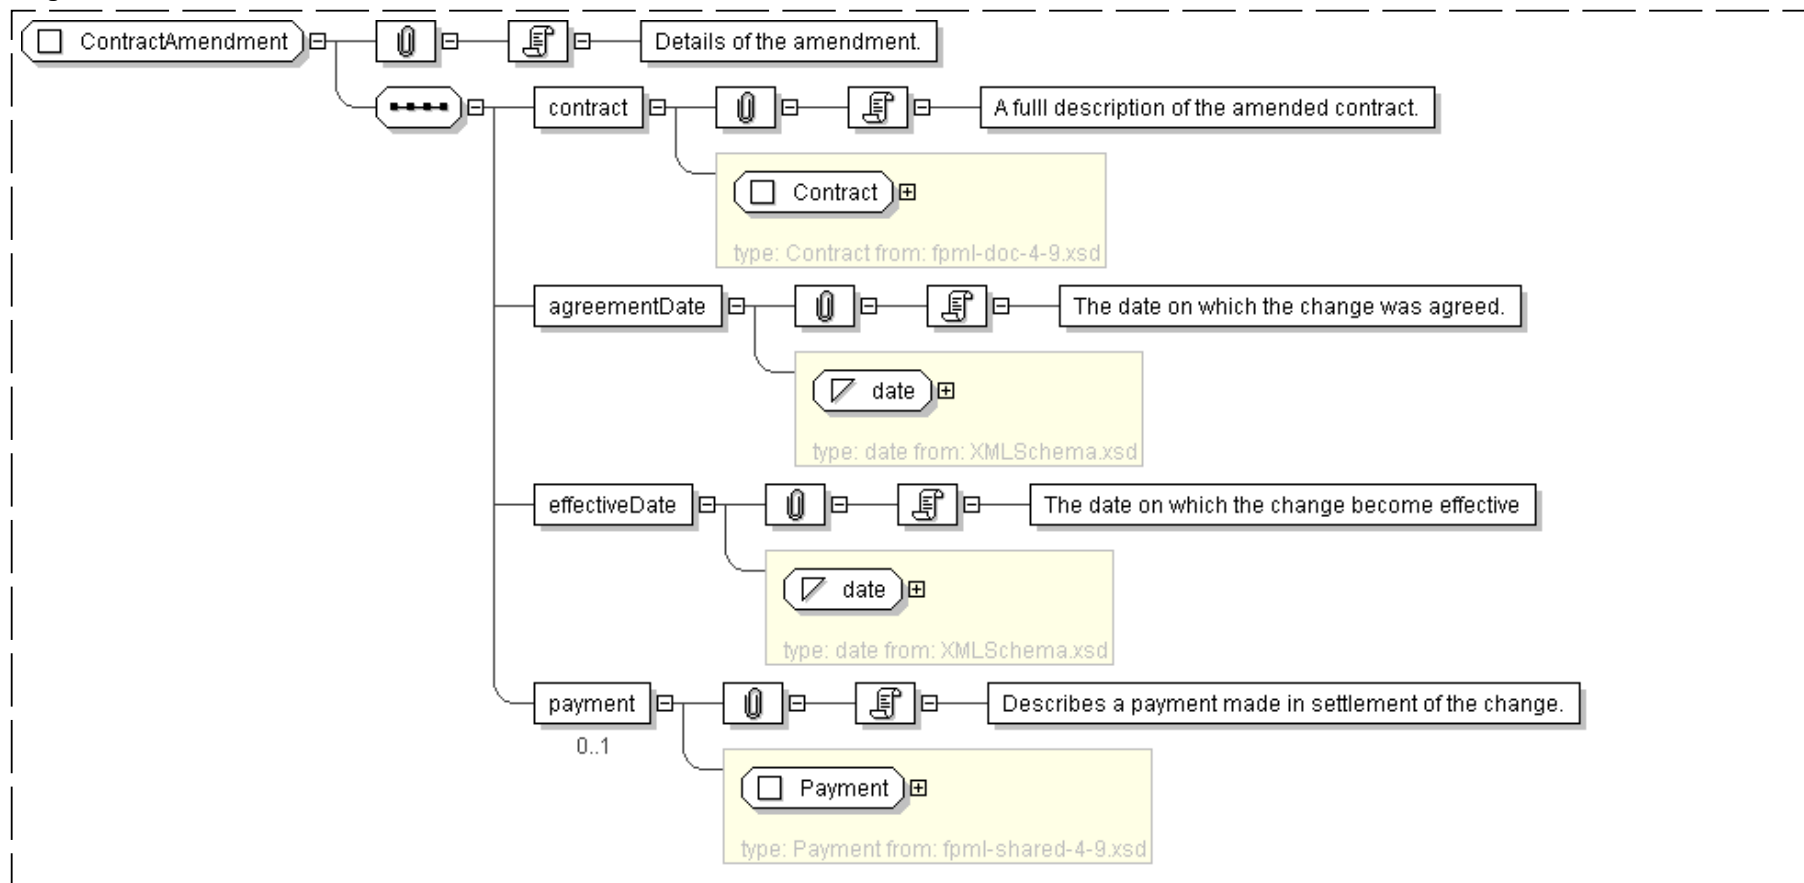 ContractAmendment Details of the amendment.
contract A fulll description of the amended contract.
Contract
type: Contract from: fpml-doc-4-9.xsd
agreementDate The date on which the change was agreed.
date
type: date from: XMLSchema.xsd
effectiveDate The date on which the change become effective
date
type: date from: XMLSchema.xsd
payment Describes a payment made in settlement of the change.
0..1
Payment
type: Payment from: fpml-shared-4-9.xsd